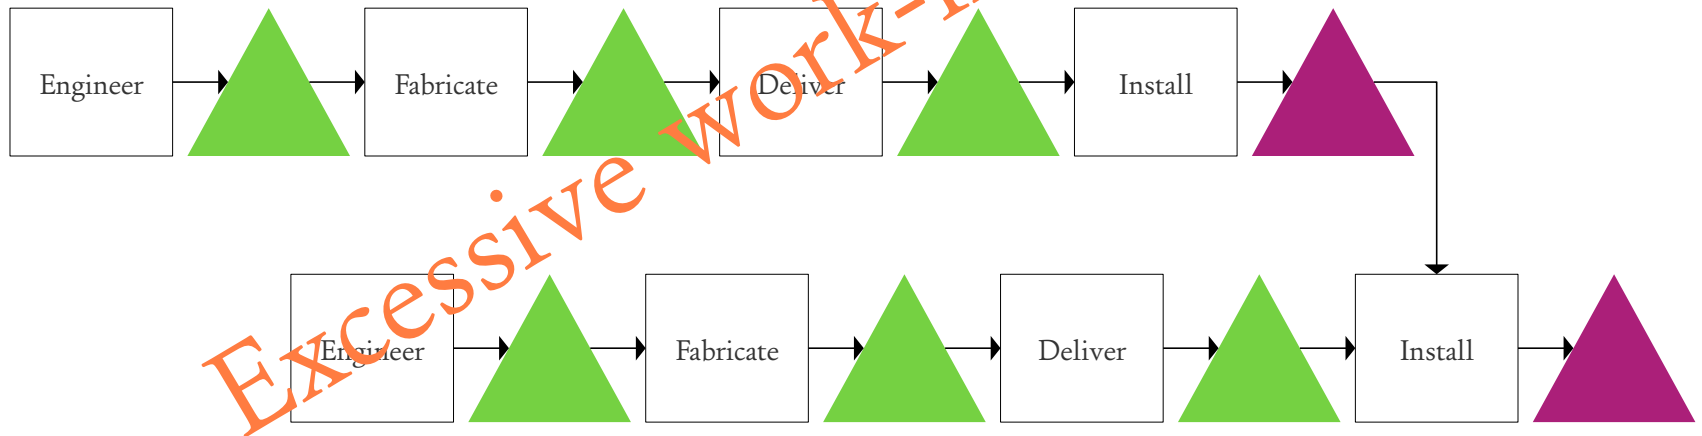 Engineer
Fabricate
Deliver
Install
Excessive work-
Engineer
Fabricate
Deliver
Install